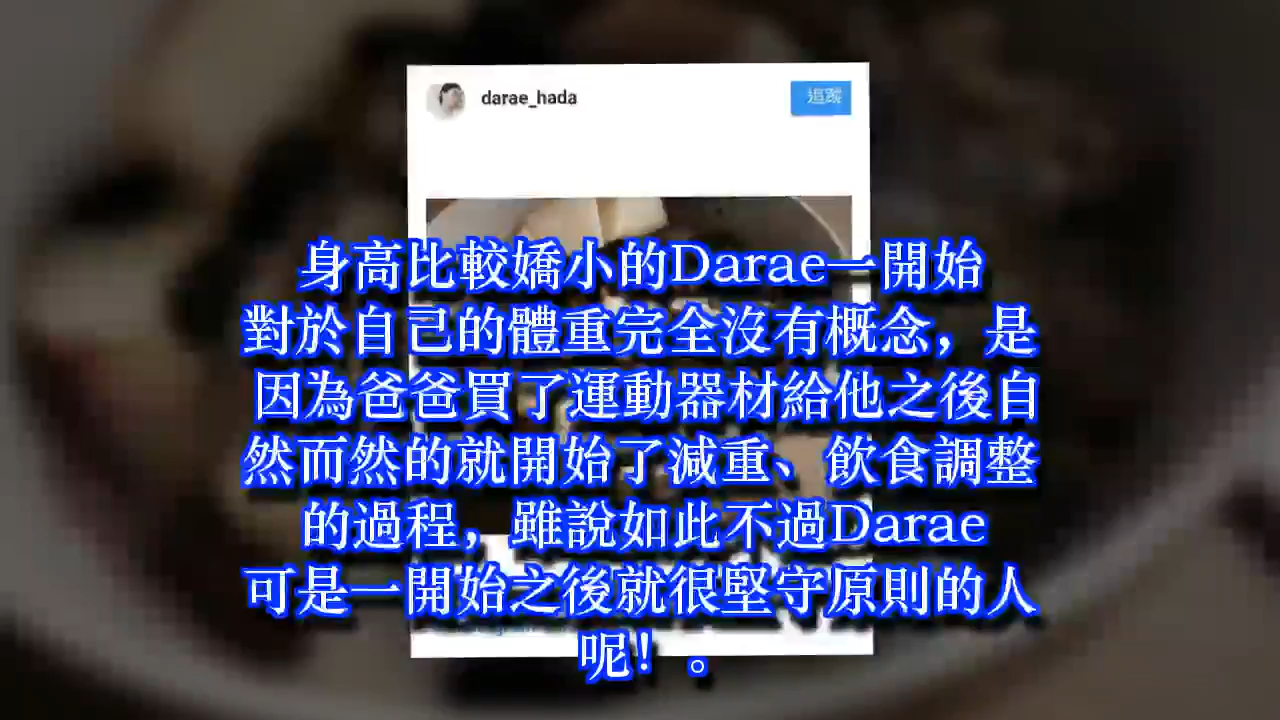 darae_hada
追蹤
身高比較嬌小的Darae一開始
對於自己的體重完全沒有概念，是
因為爸爸買了運動器材給他之後自
然而然的就開始了減重、飲食調整
的過程，雖說如此不過Darae
可是一開始之後就很堅守原則的人
呢！。